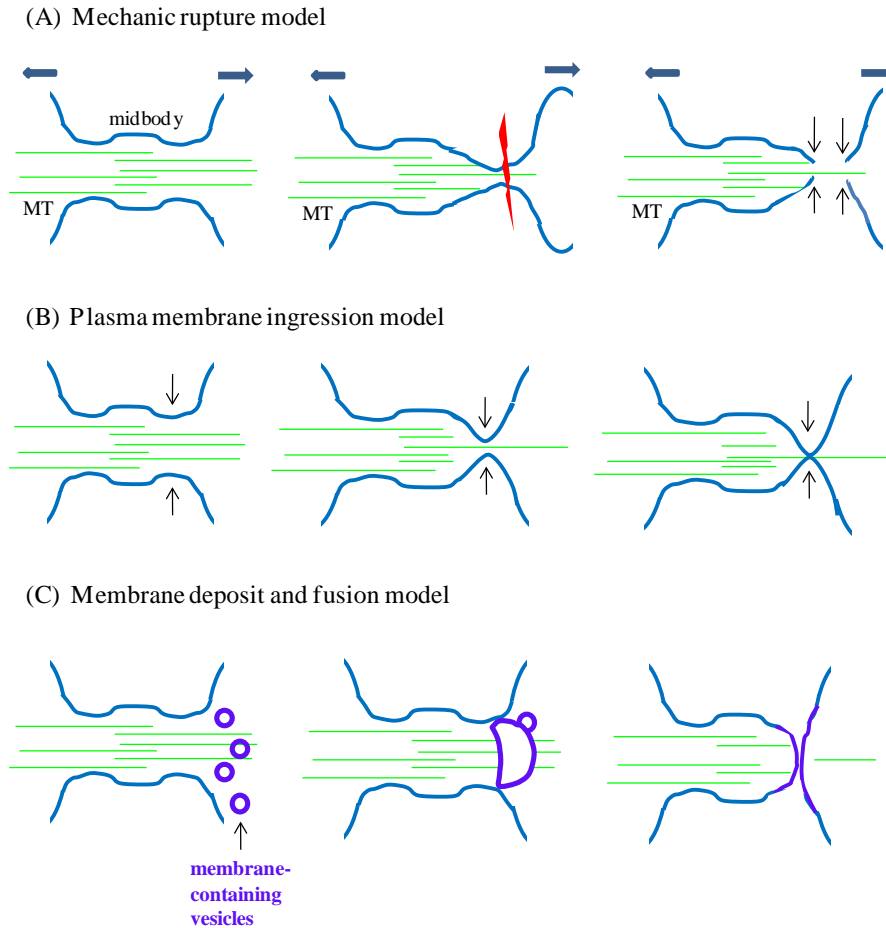 (A) Mechanic rupture model
midbody
MT
MT
MT
(B) Plasma membrane ingression model
(C) Membrane deposit and fusion model
membrane-
containing
vesicles